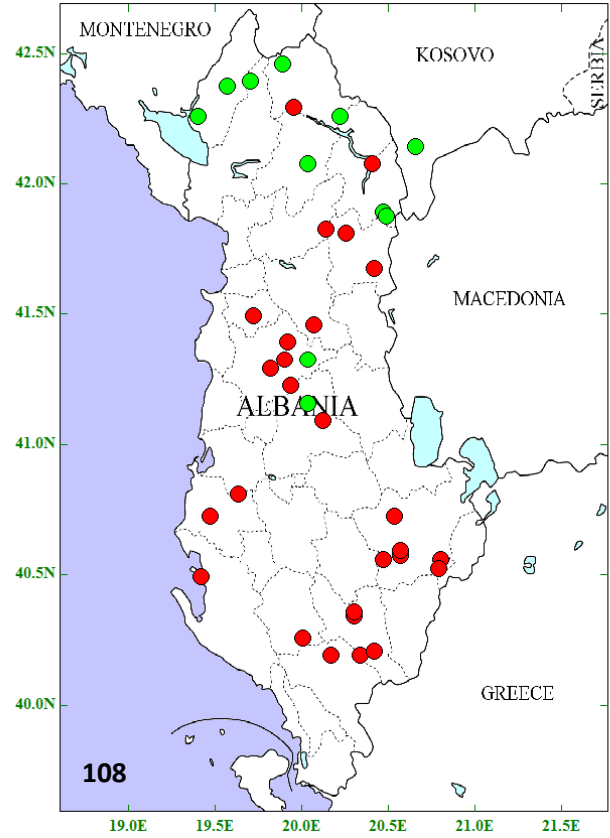 MONTENEGRO
42.5N
KOSOVO
SERBIA
42.0N
41.5N
MACEDONIA
ALBANIA
41.0N
40.5N
40.0N
GREECE
108
19.0E 19.5E 20.0E 20.5E 21.0E 21.5E